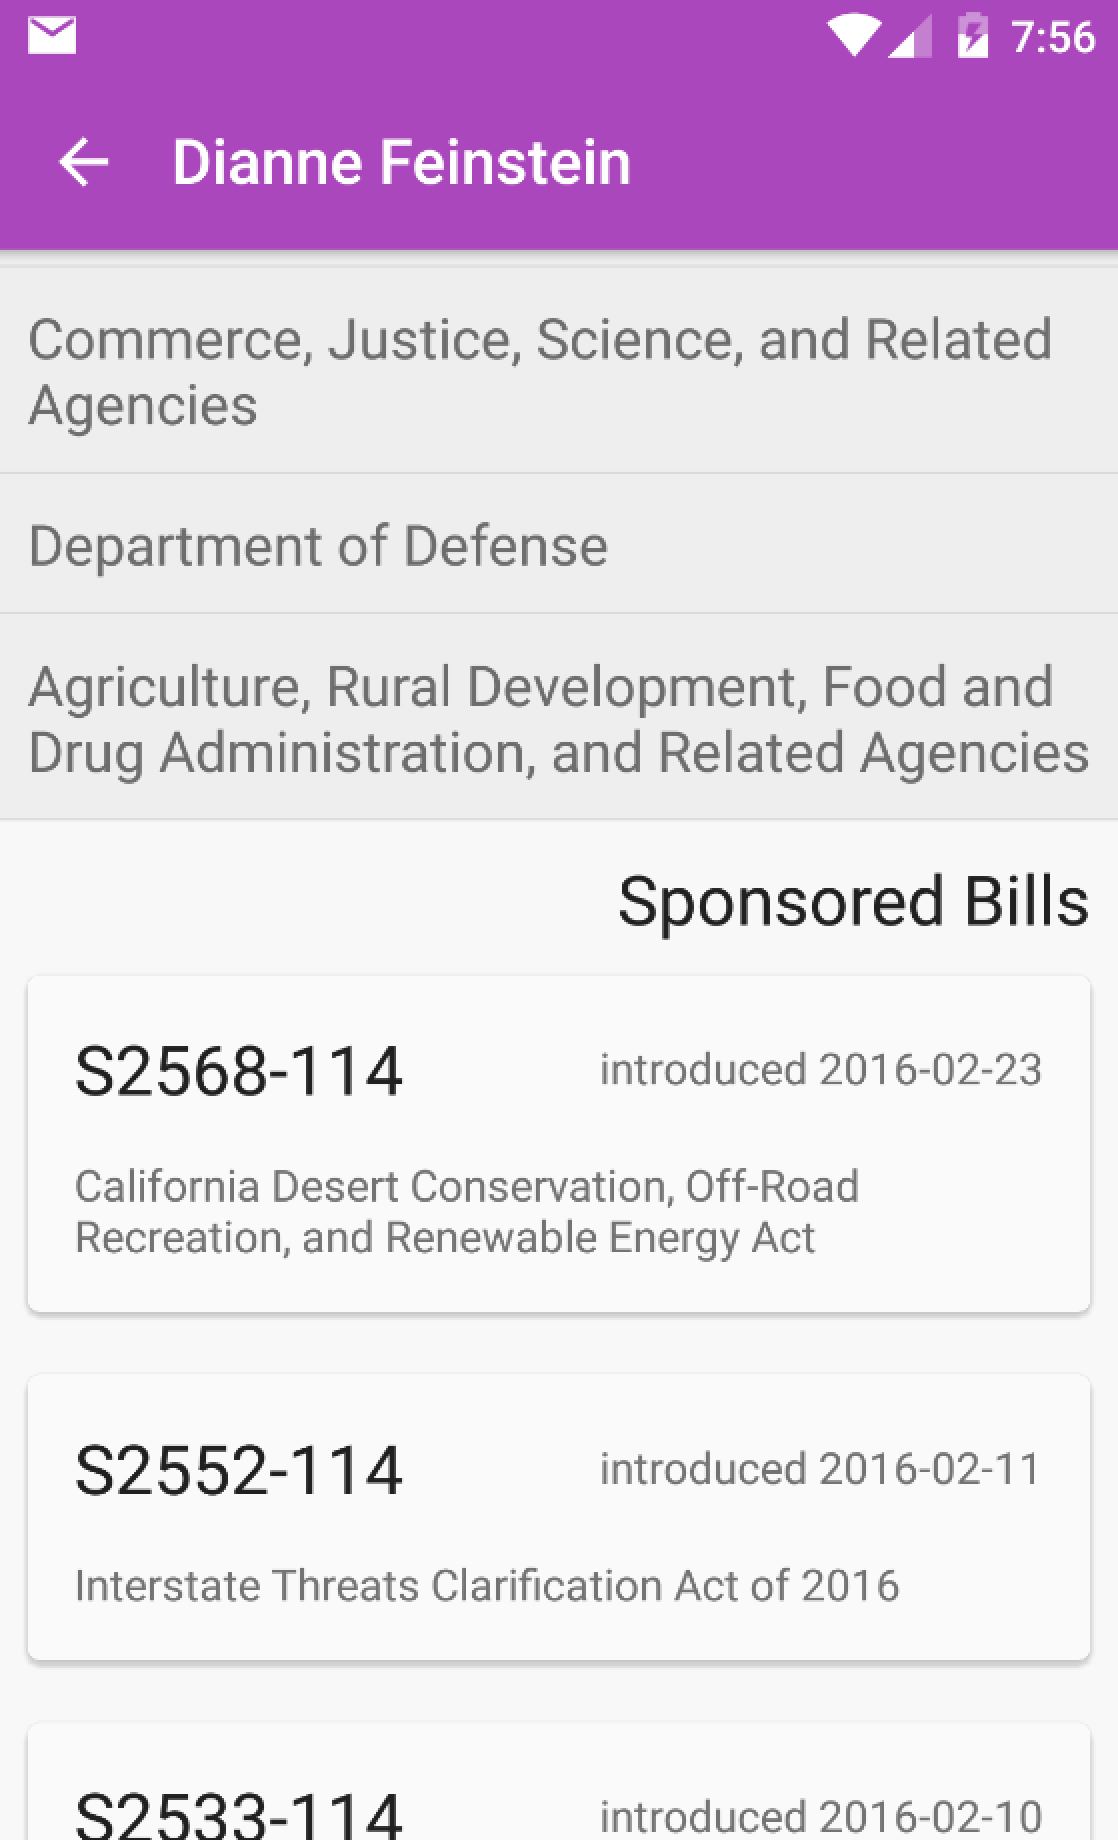 7:56
Dianne Feinstein
Commerce, Justice, Science, and Related
Agencies
Department of Defense
Agriculture, Rural Development, Food and
Drug Administration, and Related Agencies
Sponsored Bills
S2568-114
introduced 2016-02-23
California Desert Conservation, Off-Road
Recreation, and Renewable Energy Act
S2552-114
introduced 2016-02-11
Interstate Threats Clarification Act of 2016
S2533-114
introduced 2016-02-10